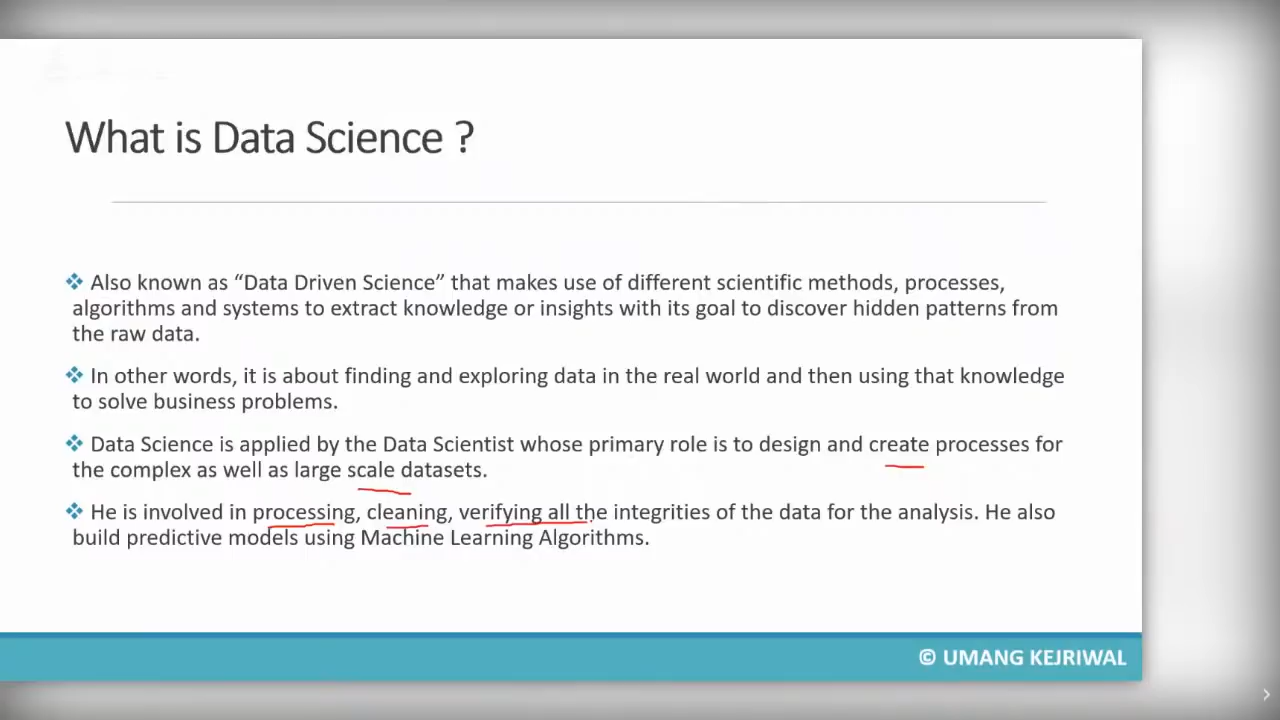 What is Data Science ?
❖ Also known as “Data Driven Science” that makes use of different scientific methods, processes,
algorithms and systems to extract knowledge or insights with its goal to discover hidden patterns from
the raw data.
❖ In other words, it is about finding and exploring data in the real world and then using that knowledge
to solve business problems.
❖ Data Science is applied by the Data Scientist whose primary role is to design and create processes for
the complex as well as large scale datasets.
❖ He is involved in processing, cleaning, verifying all the integrities of the data for the analysis. He also
build predictive models using Machine Learning Algorithms.
© UMANG KEJRIWAL